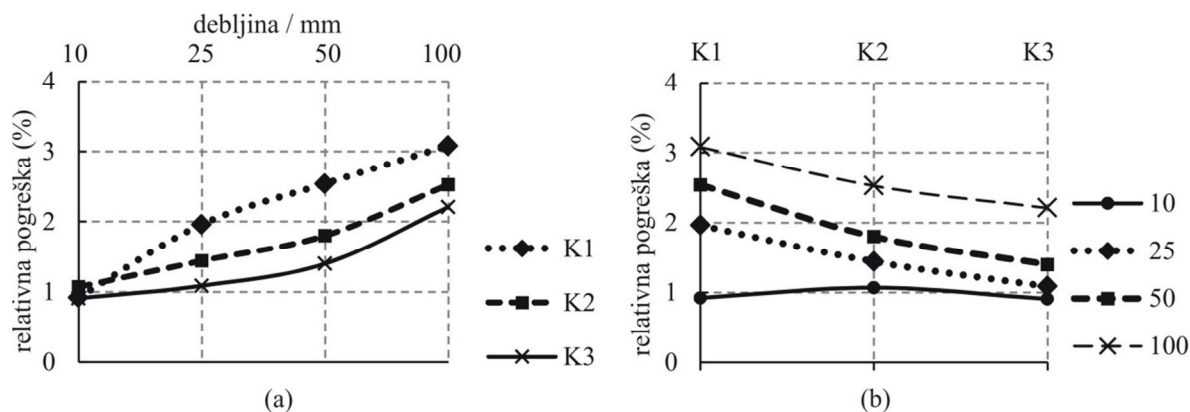 debljina / mm
10 25 50 100
relativna pogreška (%)
4
3
2
1
0
K1
K2
K3
(a)
K1 K2 K3
relativna pogreška (%)
4
3
2
1
0
10
25
50
100
(b)